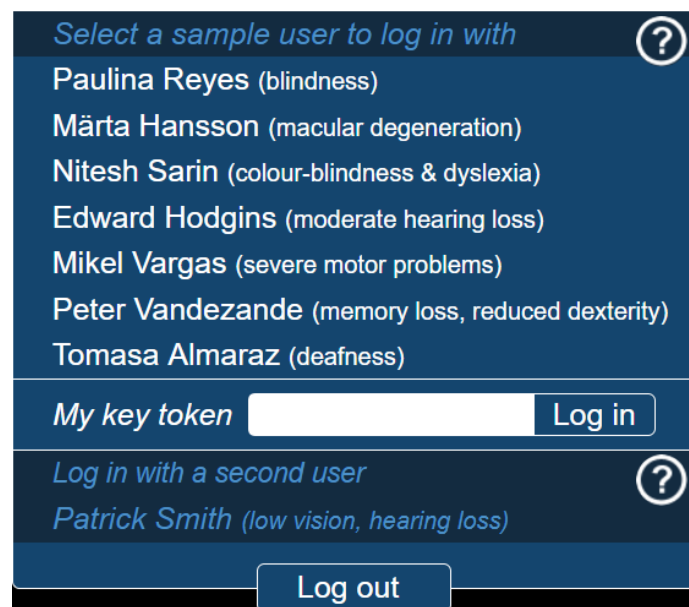 Select a sample user to log in with ?
Paulina Reyes (blindness)
Märta Hansson (macular degeneration)
Nitesh Sarin (colour-blindness & dyslexia)
Edward Hodgins (moderate hearing loss)
Mikel Vargas (severe motor problems)
Peter Vandezande (memory loss, reduced dexterity)
Tomasa Almaraz (deafness)
My key token Log in
Log in with a second user ?
Patrick Smith (low vision, hearing loss)
Log out